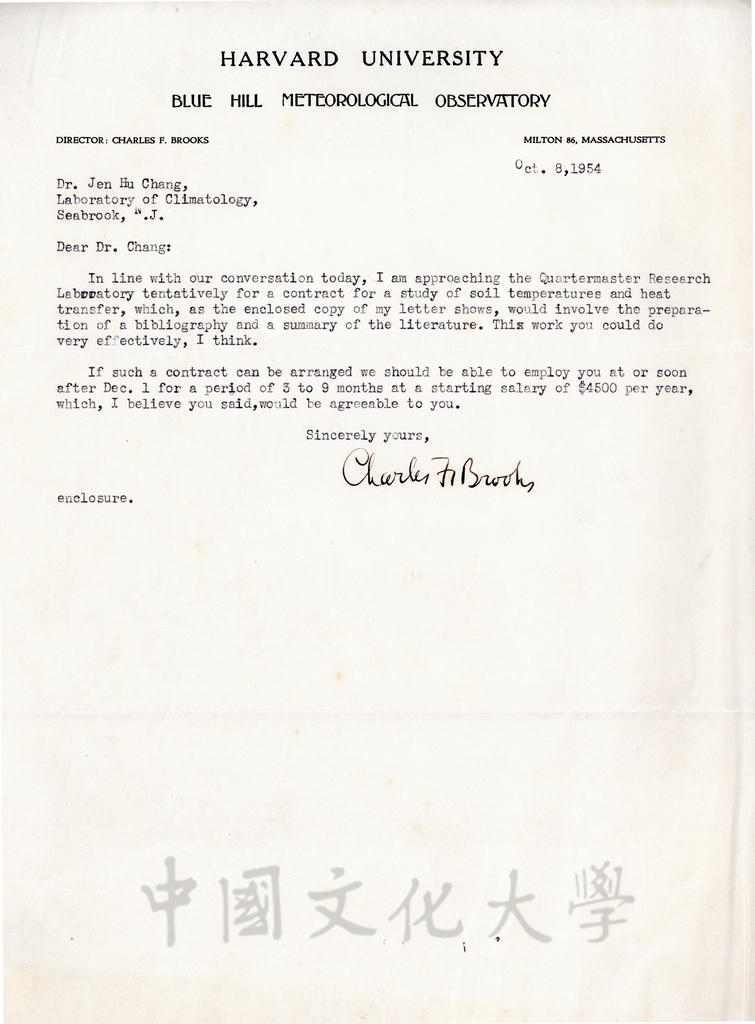 HARVARD UNIVERSITY
BLUE HILL METEOROLOGICAL OBSERVATORY
DIRECTOR: CHARLES F. BROOKS
MILTON 86, MASSACHUSETTS
Oct. 8,1954
Dr. Jen Hu Chang,
Laboratory of Climatology,
Seabrook, N.J.
Dear Dr. Chang:
In line with our conversation today, I am approaching the Quartermaster Research
Laboratory tentatively for a contract for a study of soil temperatures and heat
transfer, which, as the enclosed copy of my letter shows, would involve the prepara-
tion of a bibliography and a summary of the literature. This work you could do
very effectively, I think.
If such a contract can be arranged we should be able to employ you at or soon
after Dec. 1 for a period of 3 to 9 months at a starting salary of $4500 per year,
which, I believe you said,would be agreeable to you.
Sincerely yours,
Charles F. Brooks
enclosure.
中國文化大學